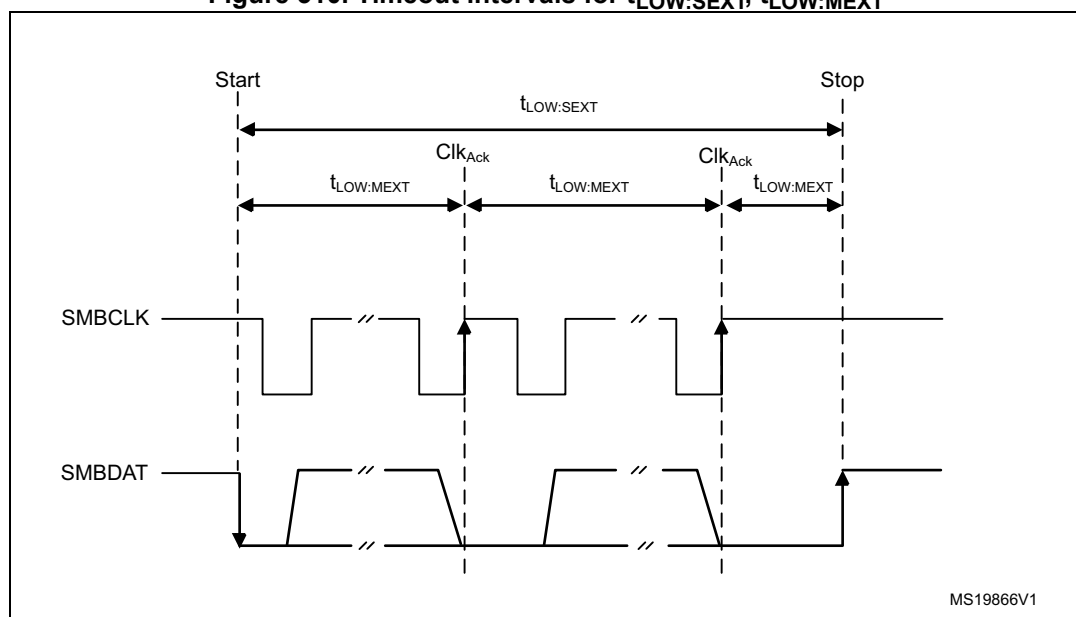 Figure 310. Timeout intervals for tLOW:SEXT, tLOW:MEXT
Start
Stop
tLOW:SEXT
ClkAck
ClkAck
tLOW:MEXT
tLOW:MEXT
tLOW:MEXT
SMBCLK
SMBDAT
MS19866V1